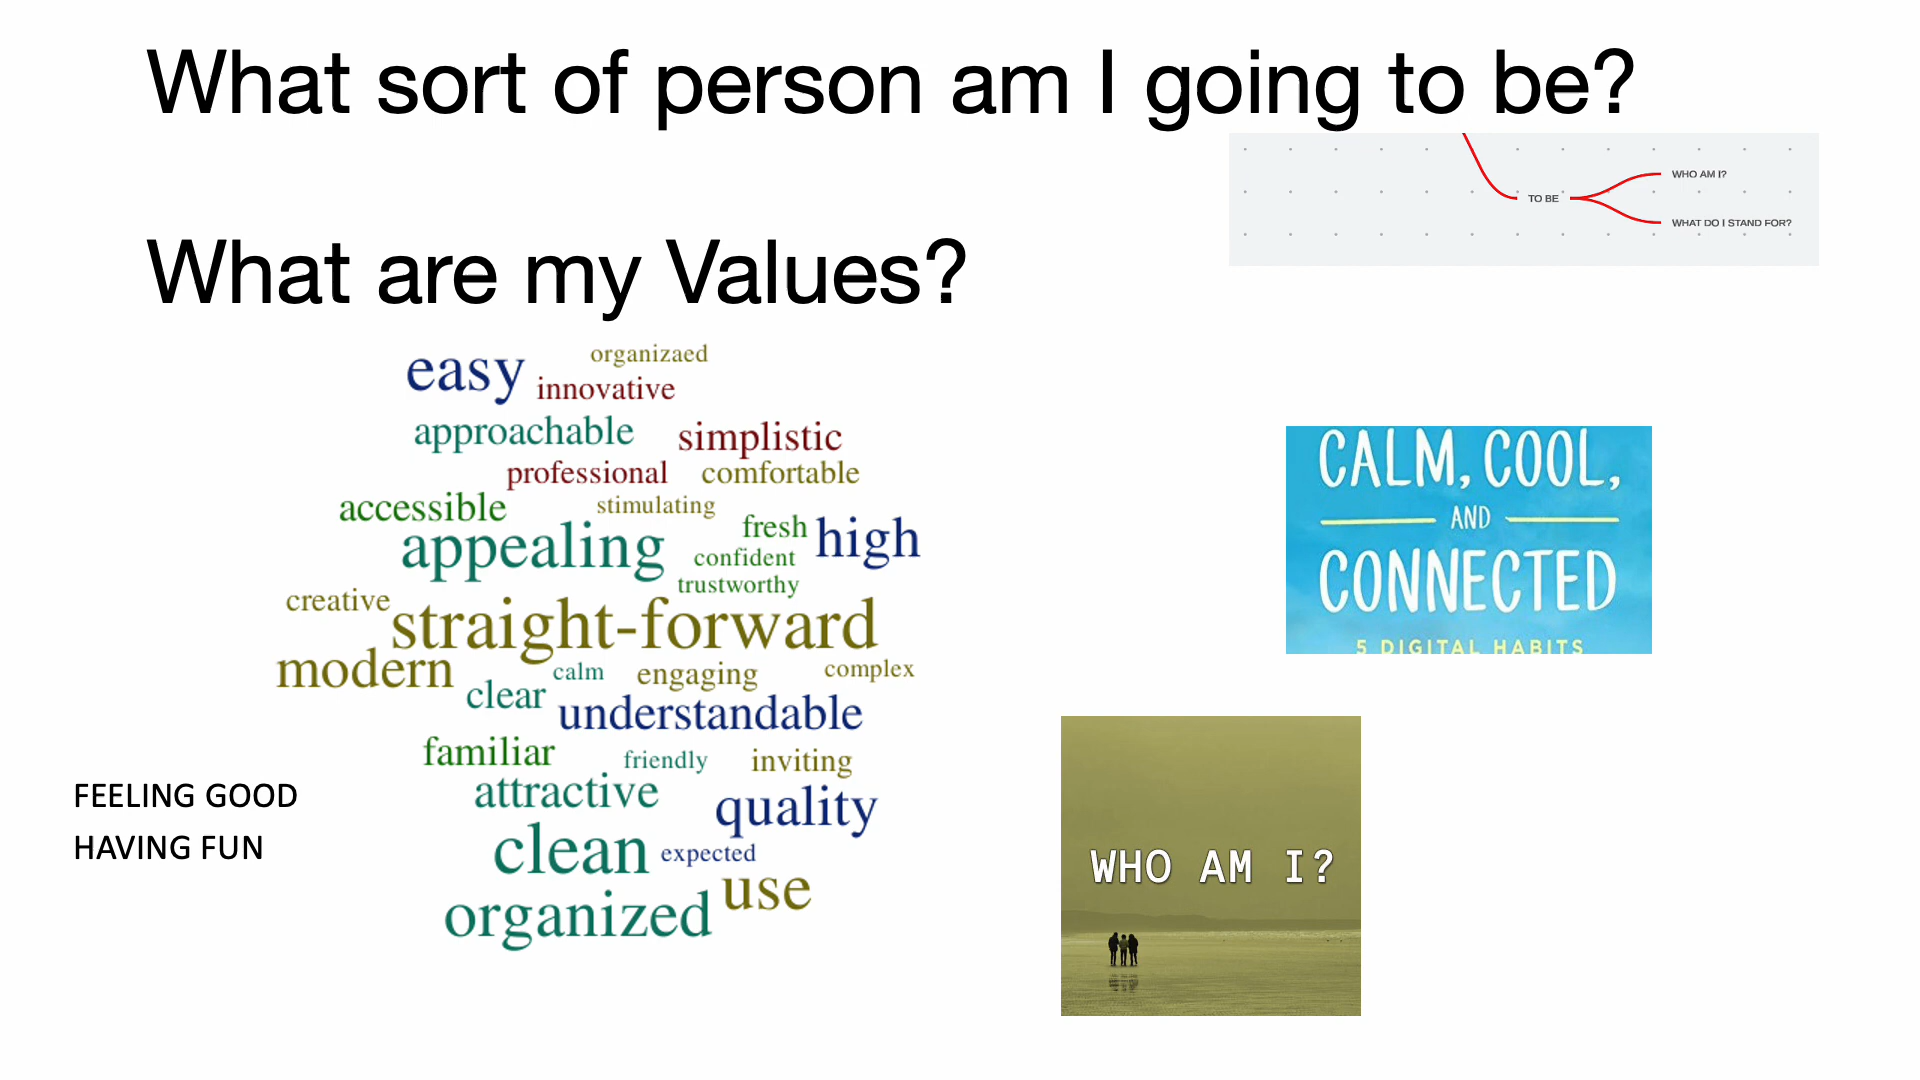 What sort of person am I going to be?
WHO AM I?
TO BE
WHAT DO I STAND FOR?
What are my Values?
organizaed
easy
innovative
approachable
simplistic
professional
comfortable
accessible
stimulating
fresh
high
appealing
confident
trustworthy
creative
straight-forward
modern
calm
engaging
complex
clear
understandable
familiar
friendly
inviting
attractive
quality
clean
expected
use
organized
FEELING GOOD
HAVING FUN
CALM, COOL,
AND
CONNECTED
5 DIGITAL HABITS
WHO AM I?